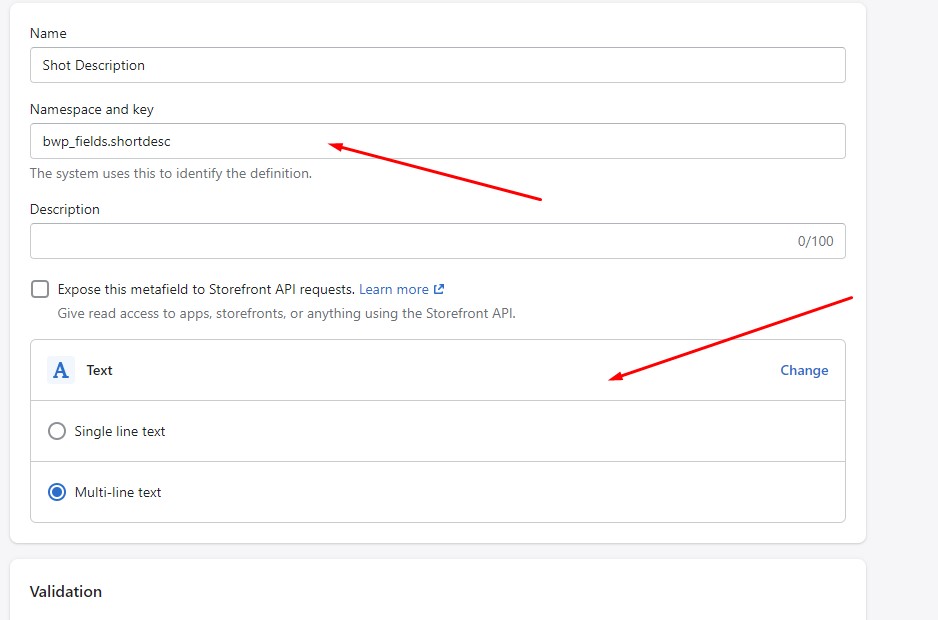 Name
Shot Description
Namespace and key
bwp_fields.shortdesc
The system uses this to identify the definition.
Description
0/100
Expose this metafield to Storefront API requests. Learn more
Give read access to apps, storefronts, or anything using the Storefront API.
A Text Change
Single line text
Multi-line text
Validation